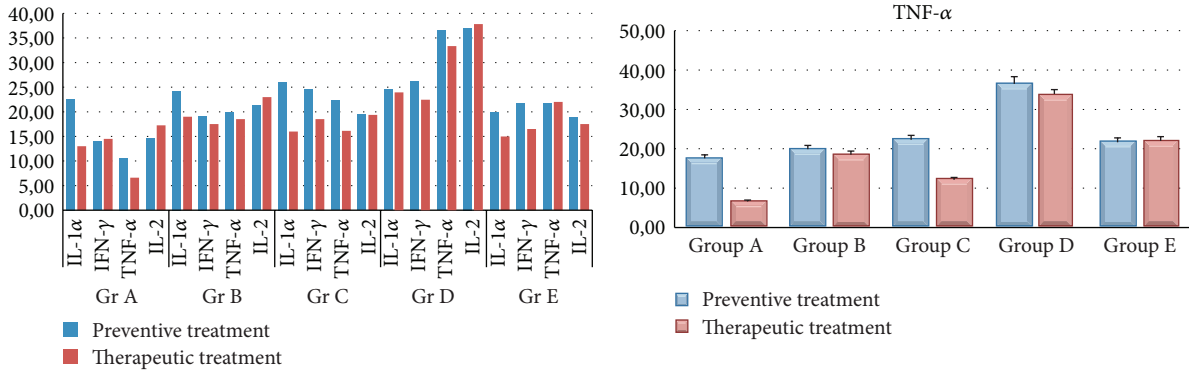 40,00
35,00
30,00
25,00
20,00
15,00
10,00
5,00
0,00
IL-1α IFN-γ TNF-α IL-2 IL-1α IFN-γ TNF-α IL-2 IL-1α IFN-γ TNF-α IL-2 IL-1α IFN-γ TNF-α IL-2 IL-1α IFN-γ TNF-α IL-2
Gr A Gr B Gr C Gr D Gr E
Preventive treatment
Therapeutic treatment
TNF-α
50,00
40,00
30,00
20,00
10,00
0,00
Group A Group B Group C Group D Group E
Preventive treatment
Therapeutic treatment